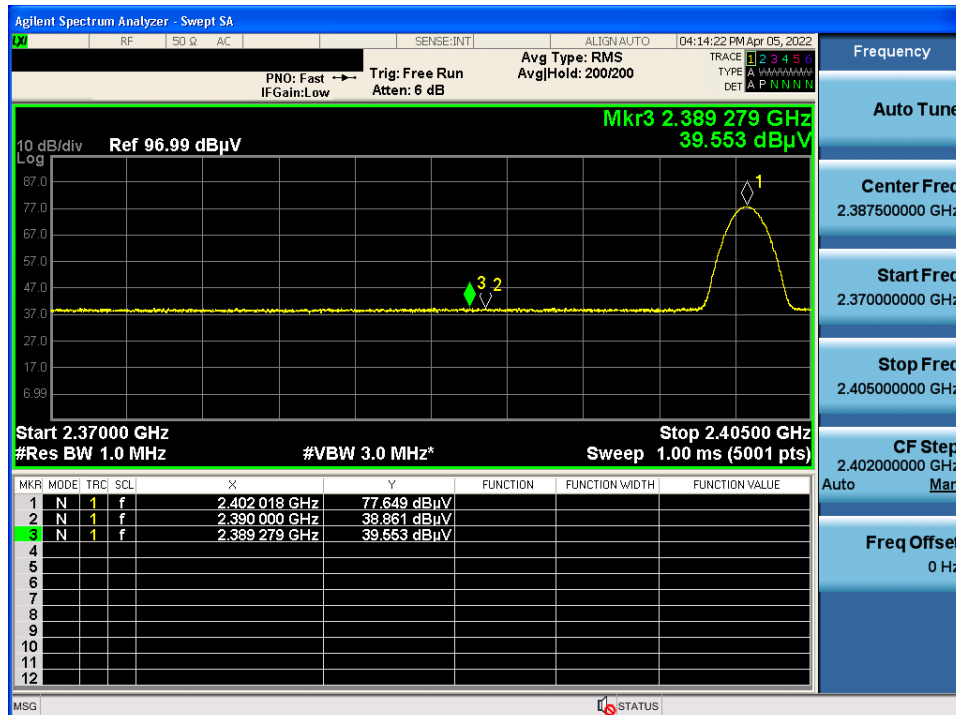 Agilent Spectrum Analyzer - Swept SA
LXI RF 50 Ω AC SENSE:INT ALIGN AUTO 04:14:22 PM Apr 05, 2022
Frequency
PNO: Fast Trig: Free Run Avg Type: RMS TRACE 1 2 3 4 5 6
IFGain:Low Atten: 6 dB Avg|Hold: 200/200 TYPE A WWWWW
DET A P N N N N
Auto Tune
Mkr3 2.389 279 GHz
39.553 dBµV
10 dB/div Ref 96.99 dBµV
Log
87.0
77.0
67.0
57.0
47.0
37.0
27.0
17.0
6.99
1
3 2
Center Freq
2.387500000 GHz
Start Freq
2.370000000 GHz
Stop Freq
2.405000000 GHz
Start 2.37000 GHz Stop 2.40500 GHz
#Res BW 1.0 MHz #VBW 3.0 MHz* Sweep 1.00 ms (5001 pts)
CF Step
2.402000000 GHz
Auto Man
Freq Offset
0 Hz
MKR MODE TRC SCL X Y FUNCTION FUNCTION WIDTH FUNCTION VALUE
1 N 1 f 2.402 018 GHz 77.649 dBµV
2 N 1 f 2.390 000 GHz 38.861 dBµV
3 N 1 f 2.389 279 GHz 39.553 dBµV
4
5
6
7
8
9
10
11
12
MSG STATUS